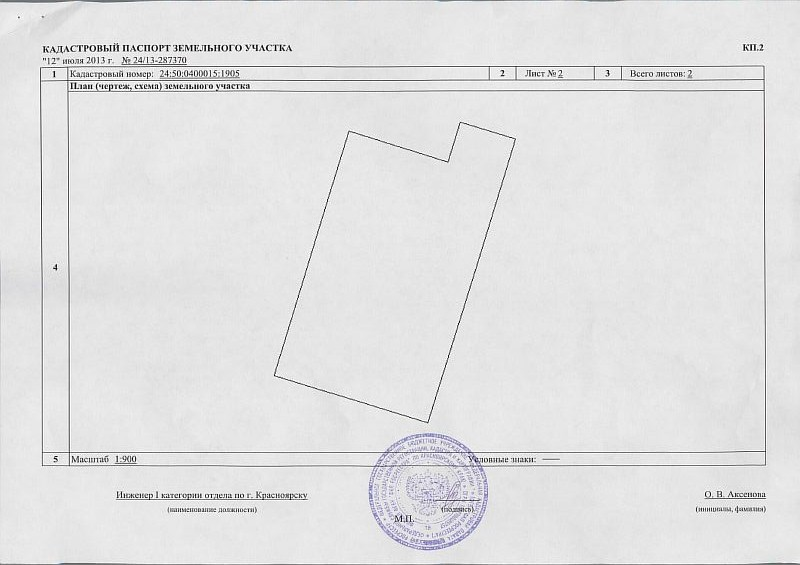 КАДАСТРОВЫЙ ПАСПОРТ ЗЕМЕЛЬНОГО УЧАСТКА КП.2
"12" июля 2013 г. № 24/13-287370
1 Кадастровый номер: 24:50:0400015:1905 2 Лист № 2 3 Всего листов: 2
План (чертеж, схема) земельного участка
4
5 Масштаб 1:900 Условные знаки:
Инженер I категории отдела по г. Красноярску О. В. Аксенова
(наименование должности) (подпись) (инициалы, фамилия)
М.П.